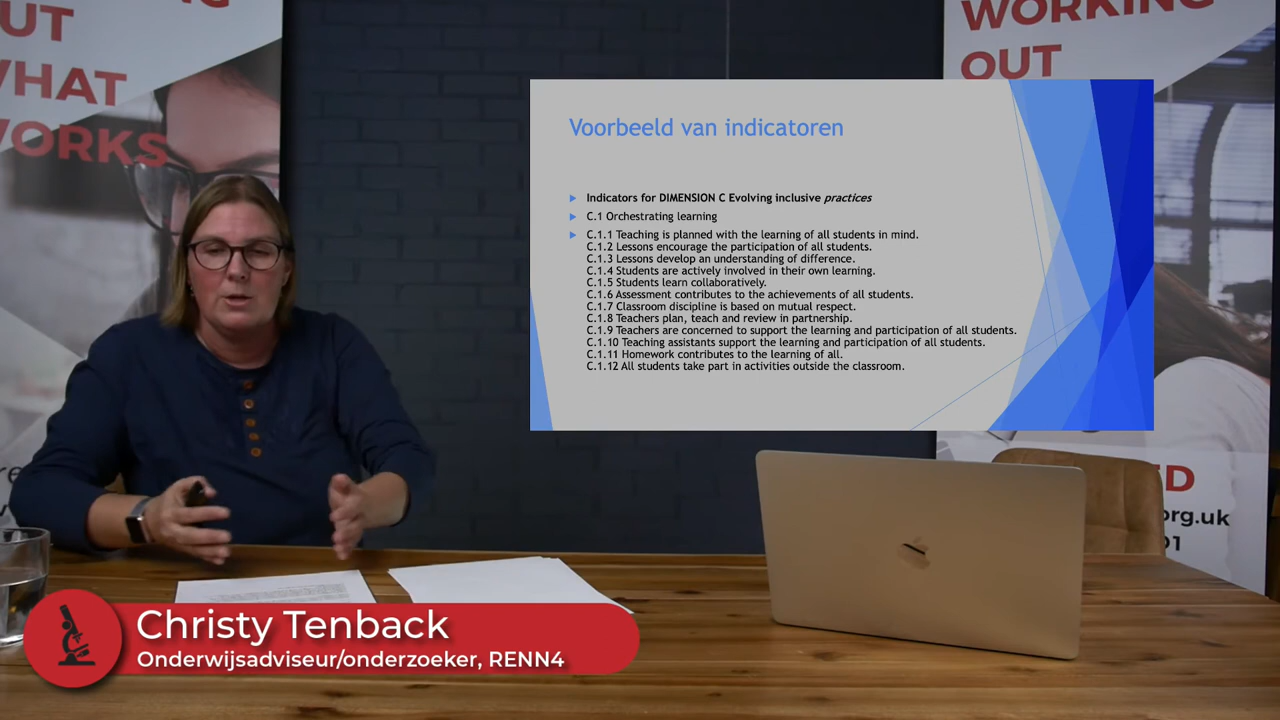 UT
WHAT
WORKS
WORKING
OUT
Voorbeeld van indicatoren
Indicators for DIMENSION C Evolving inclusive practices
C.1 Orchestrating learning
C.1.1 Teaching is planned with the learning of all students in mind.
C.1.2 Lessons encourage the participation of all students.
C.1.3 Lessons develop an understanding of difference.
C.1.4 Students are actively involved in their own learning.
C.1.5 Students learn collaboratively.
C.1.6 Assessment contributes to the achievements of all students.
C.1.7 Classroom discipline is based on mutual respect.
C.1.8 Teachers plan, teach and review in partnership.
C.1.9 Teachers are concerned to support the learning and participation of all students.
C.1.10 Teaching assistants support the learning and participation of all students.
C.1.11 Homework contributes to the learning of all.
C.1.12 All students take part in activities outside the classroom.
ED
org.uk
01
Christy Tenback
Onderwijsadviseur/onderzoeker, RENN4